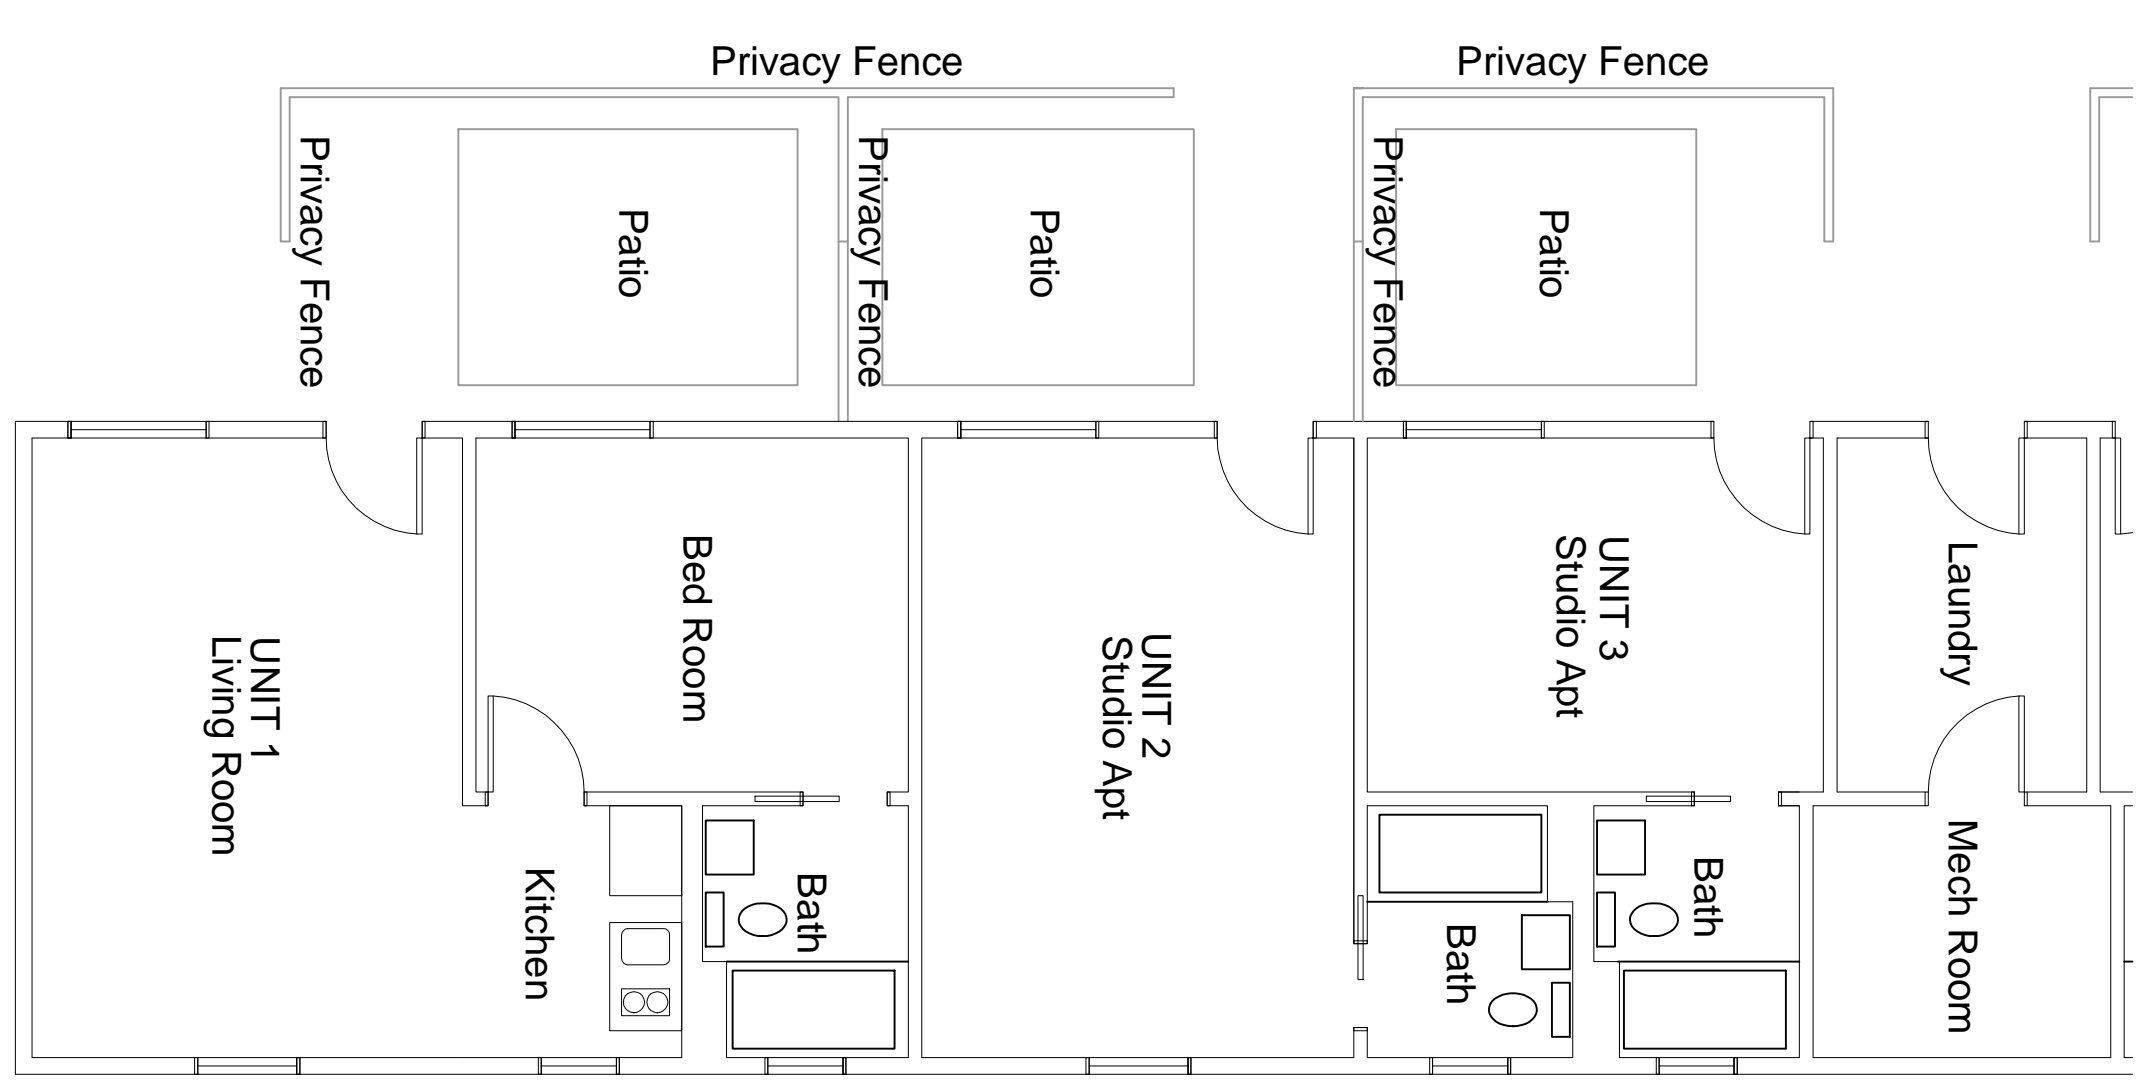 Privacy Fence
Privacy Fence
Privacy Fence
Patio
Privacy Fence
Patio
Privacy Fence
Patio
UNIT 1
Living Room
Bed Room
Kitchen
Bath
UNIT 2
Studio Apt
UNIT 3
Studio Apt
Bath
Bath
Laundry
Mech Room